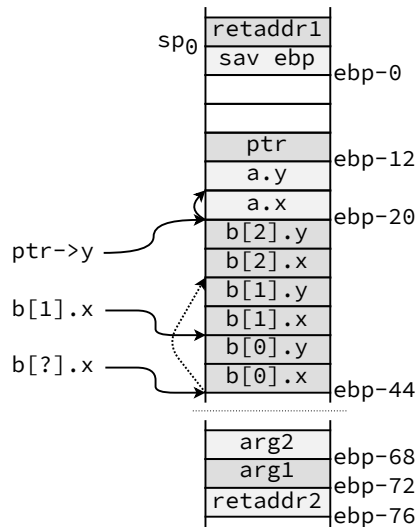 retaddr1
sp0
sav ebp
ebp-0
ptr
ebp-12
a.y
a.x
ebp-20
b[2].y
ptr->y
b[2].x
b[1].y
b[1].x
b[1].x
b[0].y
b[?].x
b[0].x
ebp-44
arg2
ebp-68
arg1
ebp-72
retaddr2
ebp-76